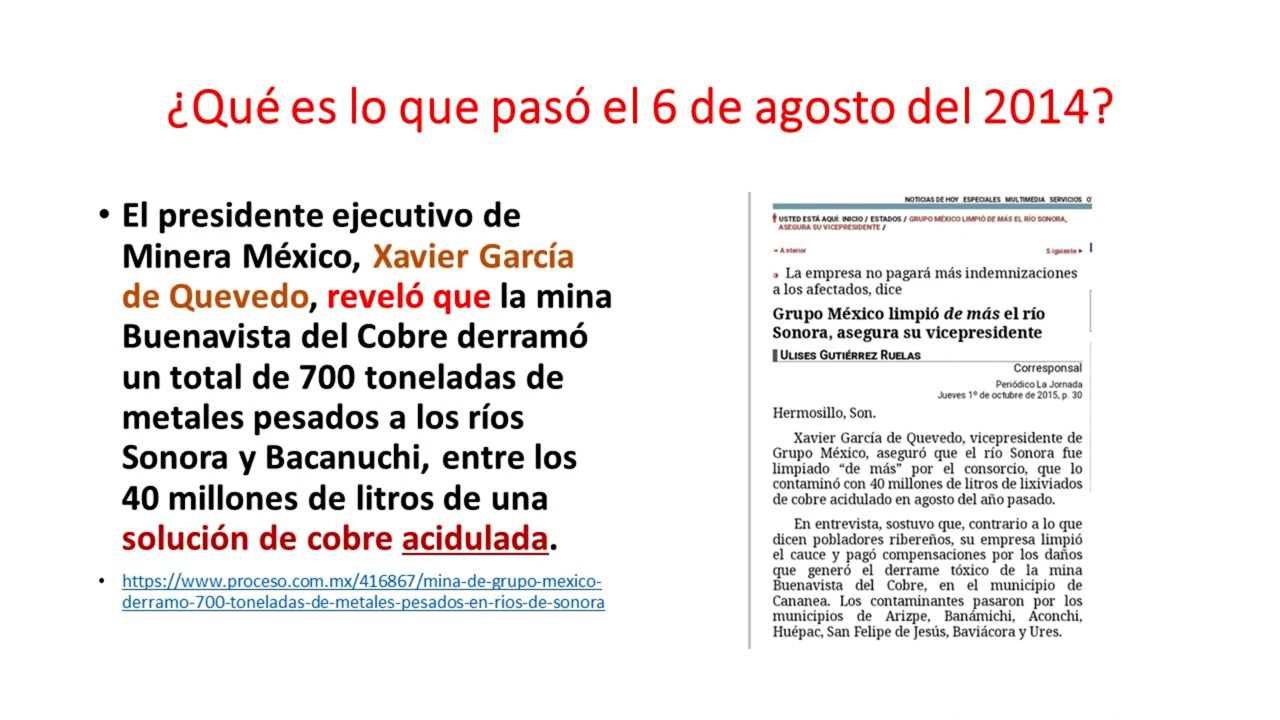 ¿Qué es lo que pasó el 6 de agosto del 2014?
• El presidente ejecutivo de
Minera México, Xavier García
de Quevedo, reveló que la mina
Buenavista del Cobre derramó
un total de 700 toneladas de
metales pesados a los ríos
Sonora y Bacanuchi, entre los
40 millones de litros de una
solución de cobre acidulada.
• https://www.proceso.com.mx/416867/mina-de-grupo-mexico-
derramo-700-toneladas-de-metales-pesados-en-rios-de-sonora
NOTICIAS DE HOY ESPECIALES MULTIMEDIA SERVICIOS
USTED ESTÁ AQUÍ: INICIO / ESTADOS / GRUPO MÉXICO LIMPIÓ DE MÁS EL RÍO SONORA,
ASEGURA SU VICEPRESIDENTE /
Anterior Siguiente
La empresa no pagará más indemnizaciones
a los afectados, dice
Grupo México limpió de más el río
Sonora, asegura su vicepresidente
ULISES GUTIÉRREZ RUELAS
Corresponsal
Periódico La Jornada
Jueves 1º de octubre de 2015, p. 30
Hermosillo, Son.
Xavier García de Quevedo, vicepresidente de
Grupo México, aseguró que el río Sonora fue
limpiado “de más” por el consorcio, que lo
contaminó con 40 millones de litros de lixiviados
de cobre acidulado en agosto del año pasado.
En entrevista, sostuvo que, contrario a lo que
dicen pobladores ribereños, su empresa limpió
el cauce y pagó compensaciones por los daños
que generó el derrame tóxico de la mina
Buenavista del Cobre, en el municipio de
Cananea. Los contaminantes pasaron por los
municipios de Arizpe, Banámichi, Aconchi,
Huépac, San Felipe de Jesús, Baviácora y Ures.